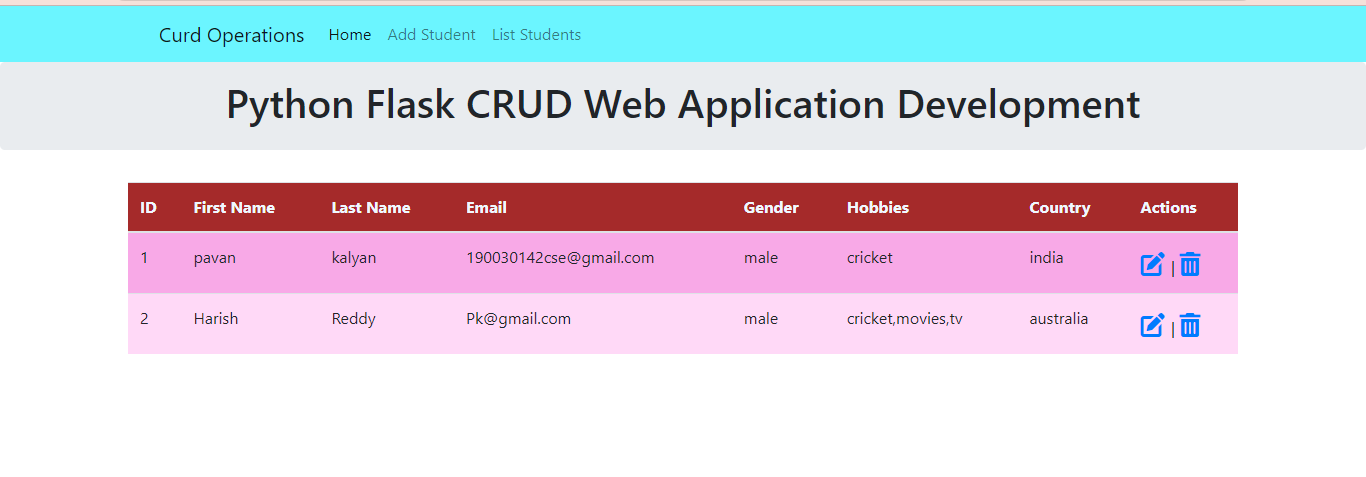 Curd Operations Home Add Student List Students
Python Flask CRUD Web Application Development
ID First Name Last Name Email Gender Hobbies Country Actions
1 pavan kalyan 190030142cse@gmail.com male cricket india |
2 Harish Reddy Pk@gmail.com male cricket,movies,tv australia |